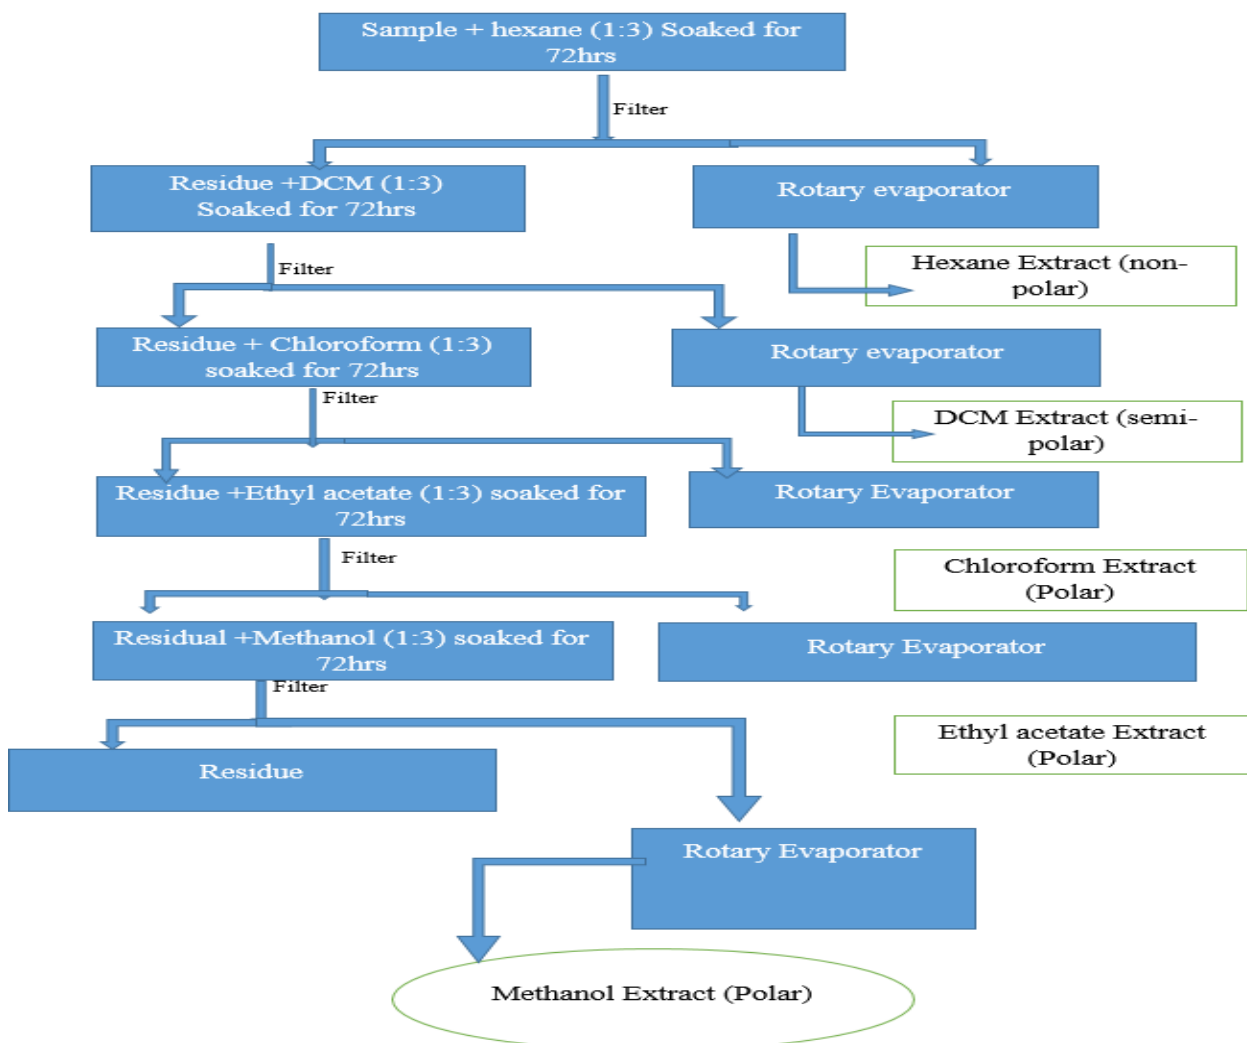 Sample + hexane (1:3) Soaked for
72hrs
Filter
Residue +DCM (1:3)
Soaked for 72hrs
Rotary evaporator
Filter
Hexane Extract (non-
polar)
Residue + Chloroform (1:3)
soaked for 72hrs
Rotary evaporator
Filter
DCM Extract (semi-
polar)
Residue +Ethyl acetate (1:3) soaked for
72hrs
Rotary Evaporator
Filter
Chloroform Extract
(Polar)
Residual +Methanol (1:3) soaked for
72hrs
Rotary Evaporator
Filter
Ethyl acetate Extract
(Polar)
Residue
Rotary Evaporator
Methanol Extract (Polar)